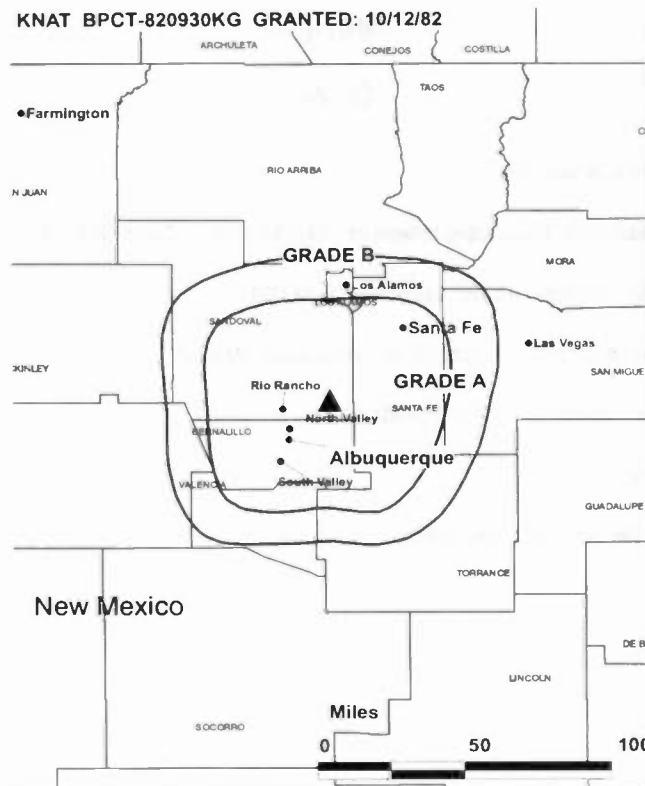 KNAT BPCT-820930KG GRANTED: 10/12/82
ARCHULETA
CONEJOS
COSTILLA
TAOS
Farmington
RIO ARRIBA
N JUAN
MORA
GRADE B
Los Alamos
LOS ALAMOS
SANDOVAL
Santa Fe
Las Vegas
CKINLEY
GRADE A
SAN MIGUE
Rio Rancho
SANTA FE
North Valley
BERNALILLO
Albuquerque
VALENCIA
South Valley
GUADALUPE
TORRANCE
New Mexico
DE B
LINCOLN
Miles
SOCORRO
0 50 100